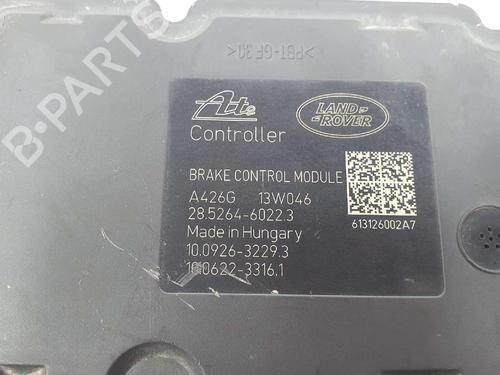 >PBT-GF30<
B-PARTS
Ate
LAND
ROVER
Controller
BRAKE CONTROL MODULE
A426G 13W046
28.5264-6022.3
613126002A7
Made in Hungary
10.0926-3229.3
10.0622-3316.1